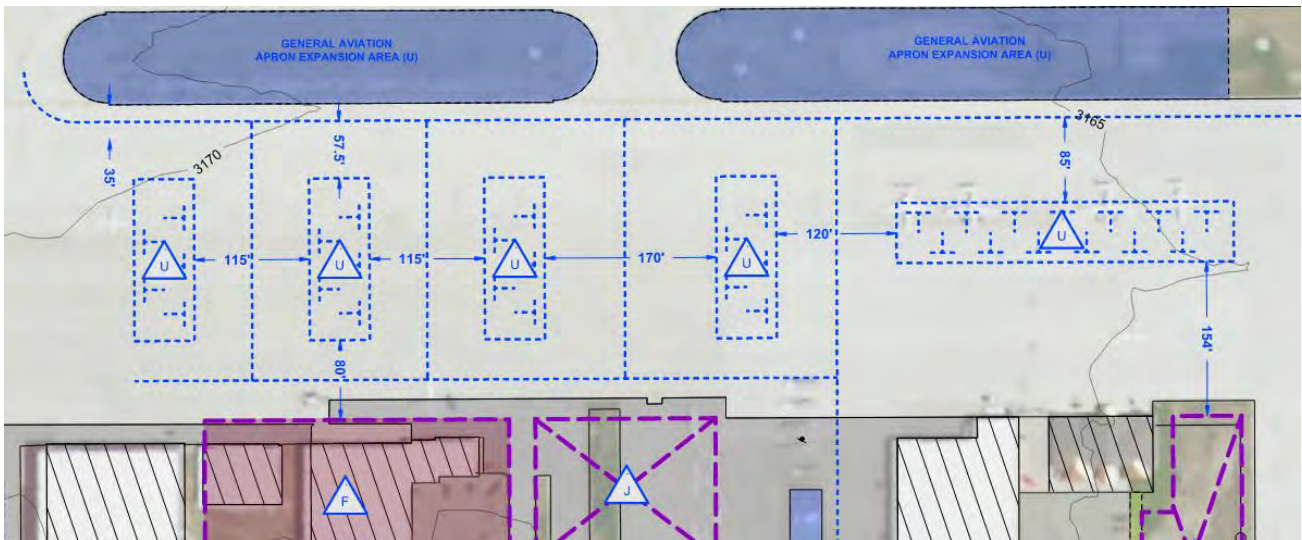 GENERAL AVIATION
APRON EXPANSION AREA (U)
GENERAL AVIATION
APRON EXPANSION AREA (U)
3170
35'
57.5'
3165
85'
U
115'
U
115'
U
170'
U
120'
U
154'
80'
F
J